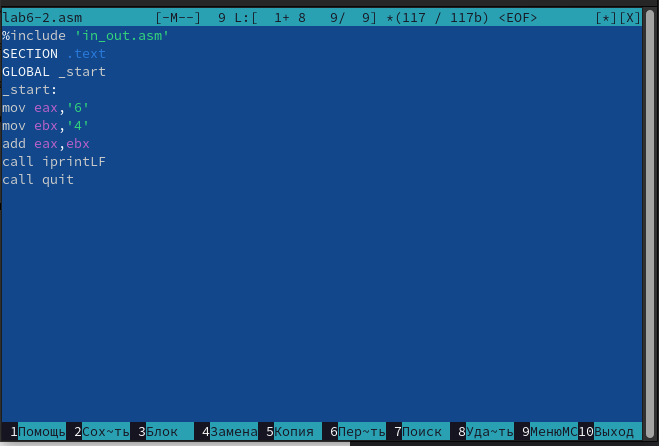 lab6-2.asm [-M--] 9 L:[ 1+ 8 9/ 9] *(117 / 117b) <EOF> [*][X]
%include 'in_out.asm'
SECTION .text
GLOBAL _start
_start:
mov eax,'6'
mov ebx,'4'
add eax,ebx
call iprintLF
call quit
1Помощь 2Сох~ть 3Блок 4Замена 5Копия 6Пер~ть 7Поиск 8Уда~ть 9МенюMC 10Выход